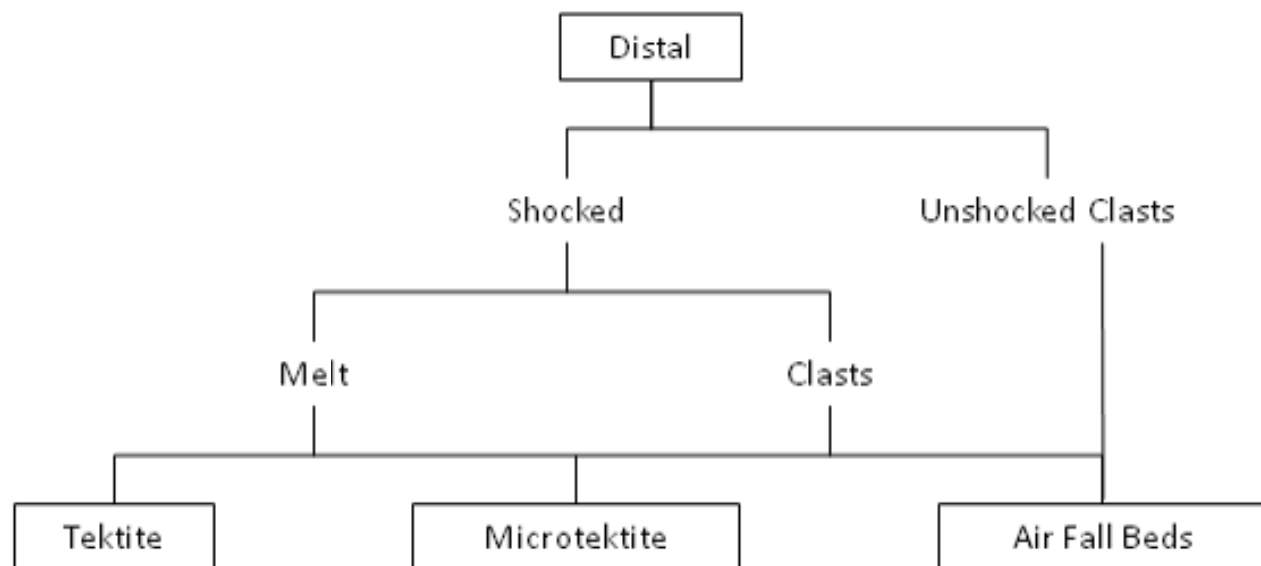 Distal
Shocked
Unshocked Clasts
Melt
Clasts
Tektite
Microtektite
Air Fall Beds